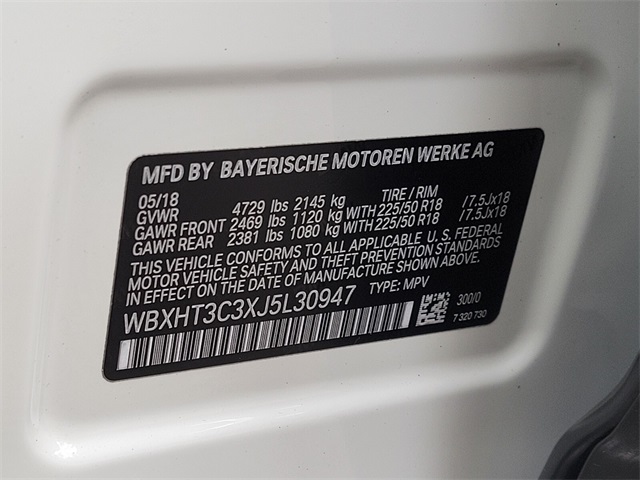 MFD BY BAYERISCHE MOTOREN WERKE AG
05/18 TIRE / RIM
GVWR 4729 lbs 2145 kg
GAWR FRONT 2469 lbs 1120 kg WITH 225/50 R18 /7.5Jx18
GAWR REAR 2381 lbs 1080 kg WITH 225/50 R18 /7.5Jx18
THIS VEHICLE CONFORMS TO ALL APPLICABLE U. S. FEDERAL
MOTOR VEHICLE SAFETY, BUMPER, AND THEFT PREVENTION STANDARDS
IN EFFECT ON THE DATE OF MANUFACTURE SHOWN ABOVE.
WBXHT3C3XJ5L30947 TYPE: MPV
300/0
7 320 730